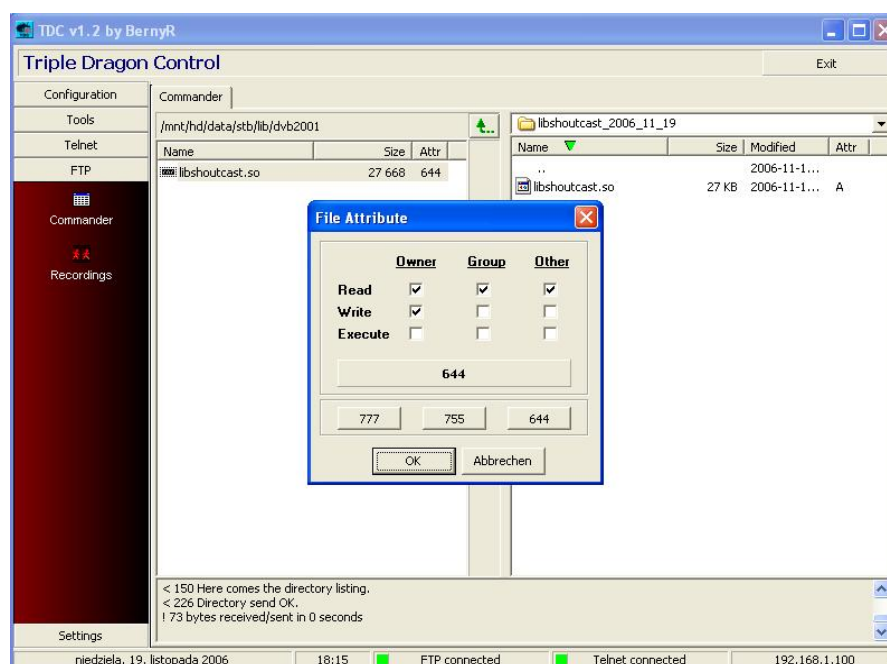 TDC v1.2 by BernyR
Triple Dragon Control
Exit
Configuration
Tools
Telnet
FTP
Commander
Recordings
Settings
Commander
/mnt/hd/data/stb/lib/dvb2001
Name Size Attr
libshoutcast.so 27 668 644
libshoutcast_2006_11_19
Name Size Modified Attr
.. 2006-11-1...
libshoutcast.so 27 KB 2006-11-1... A
File Attribute
Owner Group Other
Read
Write
Execute
644
777 755 644
OK Abbrechen
< 150 Here comes the directory listing.
< 226 Directory send OK.
! 73 bytes received/sent in 0 seconds
niedziela, 19. listopada 2006 18:15 FTP connected Telnet connected 192.168.1.100